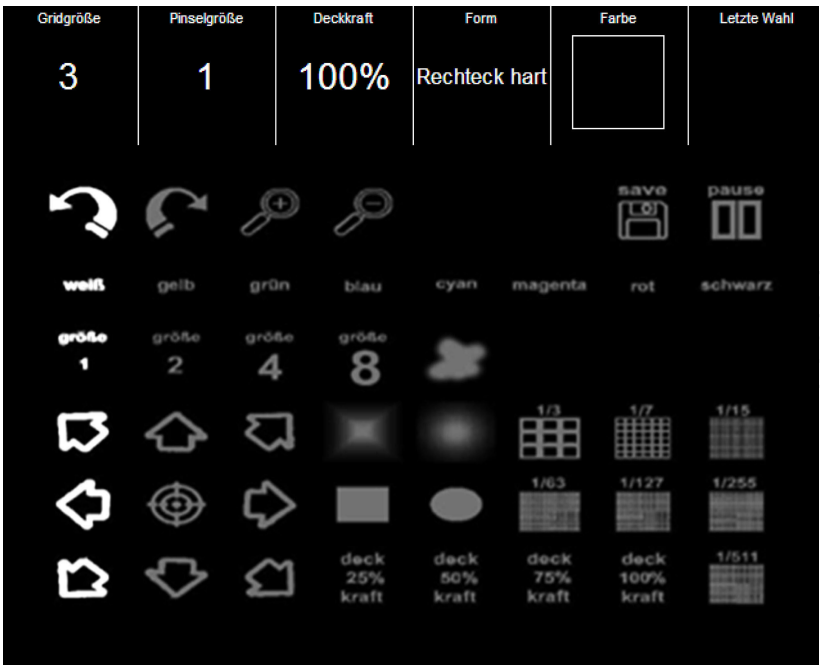 Gridgröße Pinselgröße Deckkraft Form Farbe Letzte Wahl
3 1 100% Rechteck hart
save pause
weiß gelb grün blau cyan magenta rot schwarz
größe größe größe größe
1 2 4 8
1/3 1/7 1/15
1/63 1/127 1/255
deck deck deck deck 1/511
25% 50% 75% 100%
kraft kraft kraft kraft